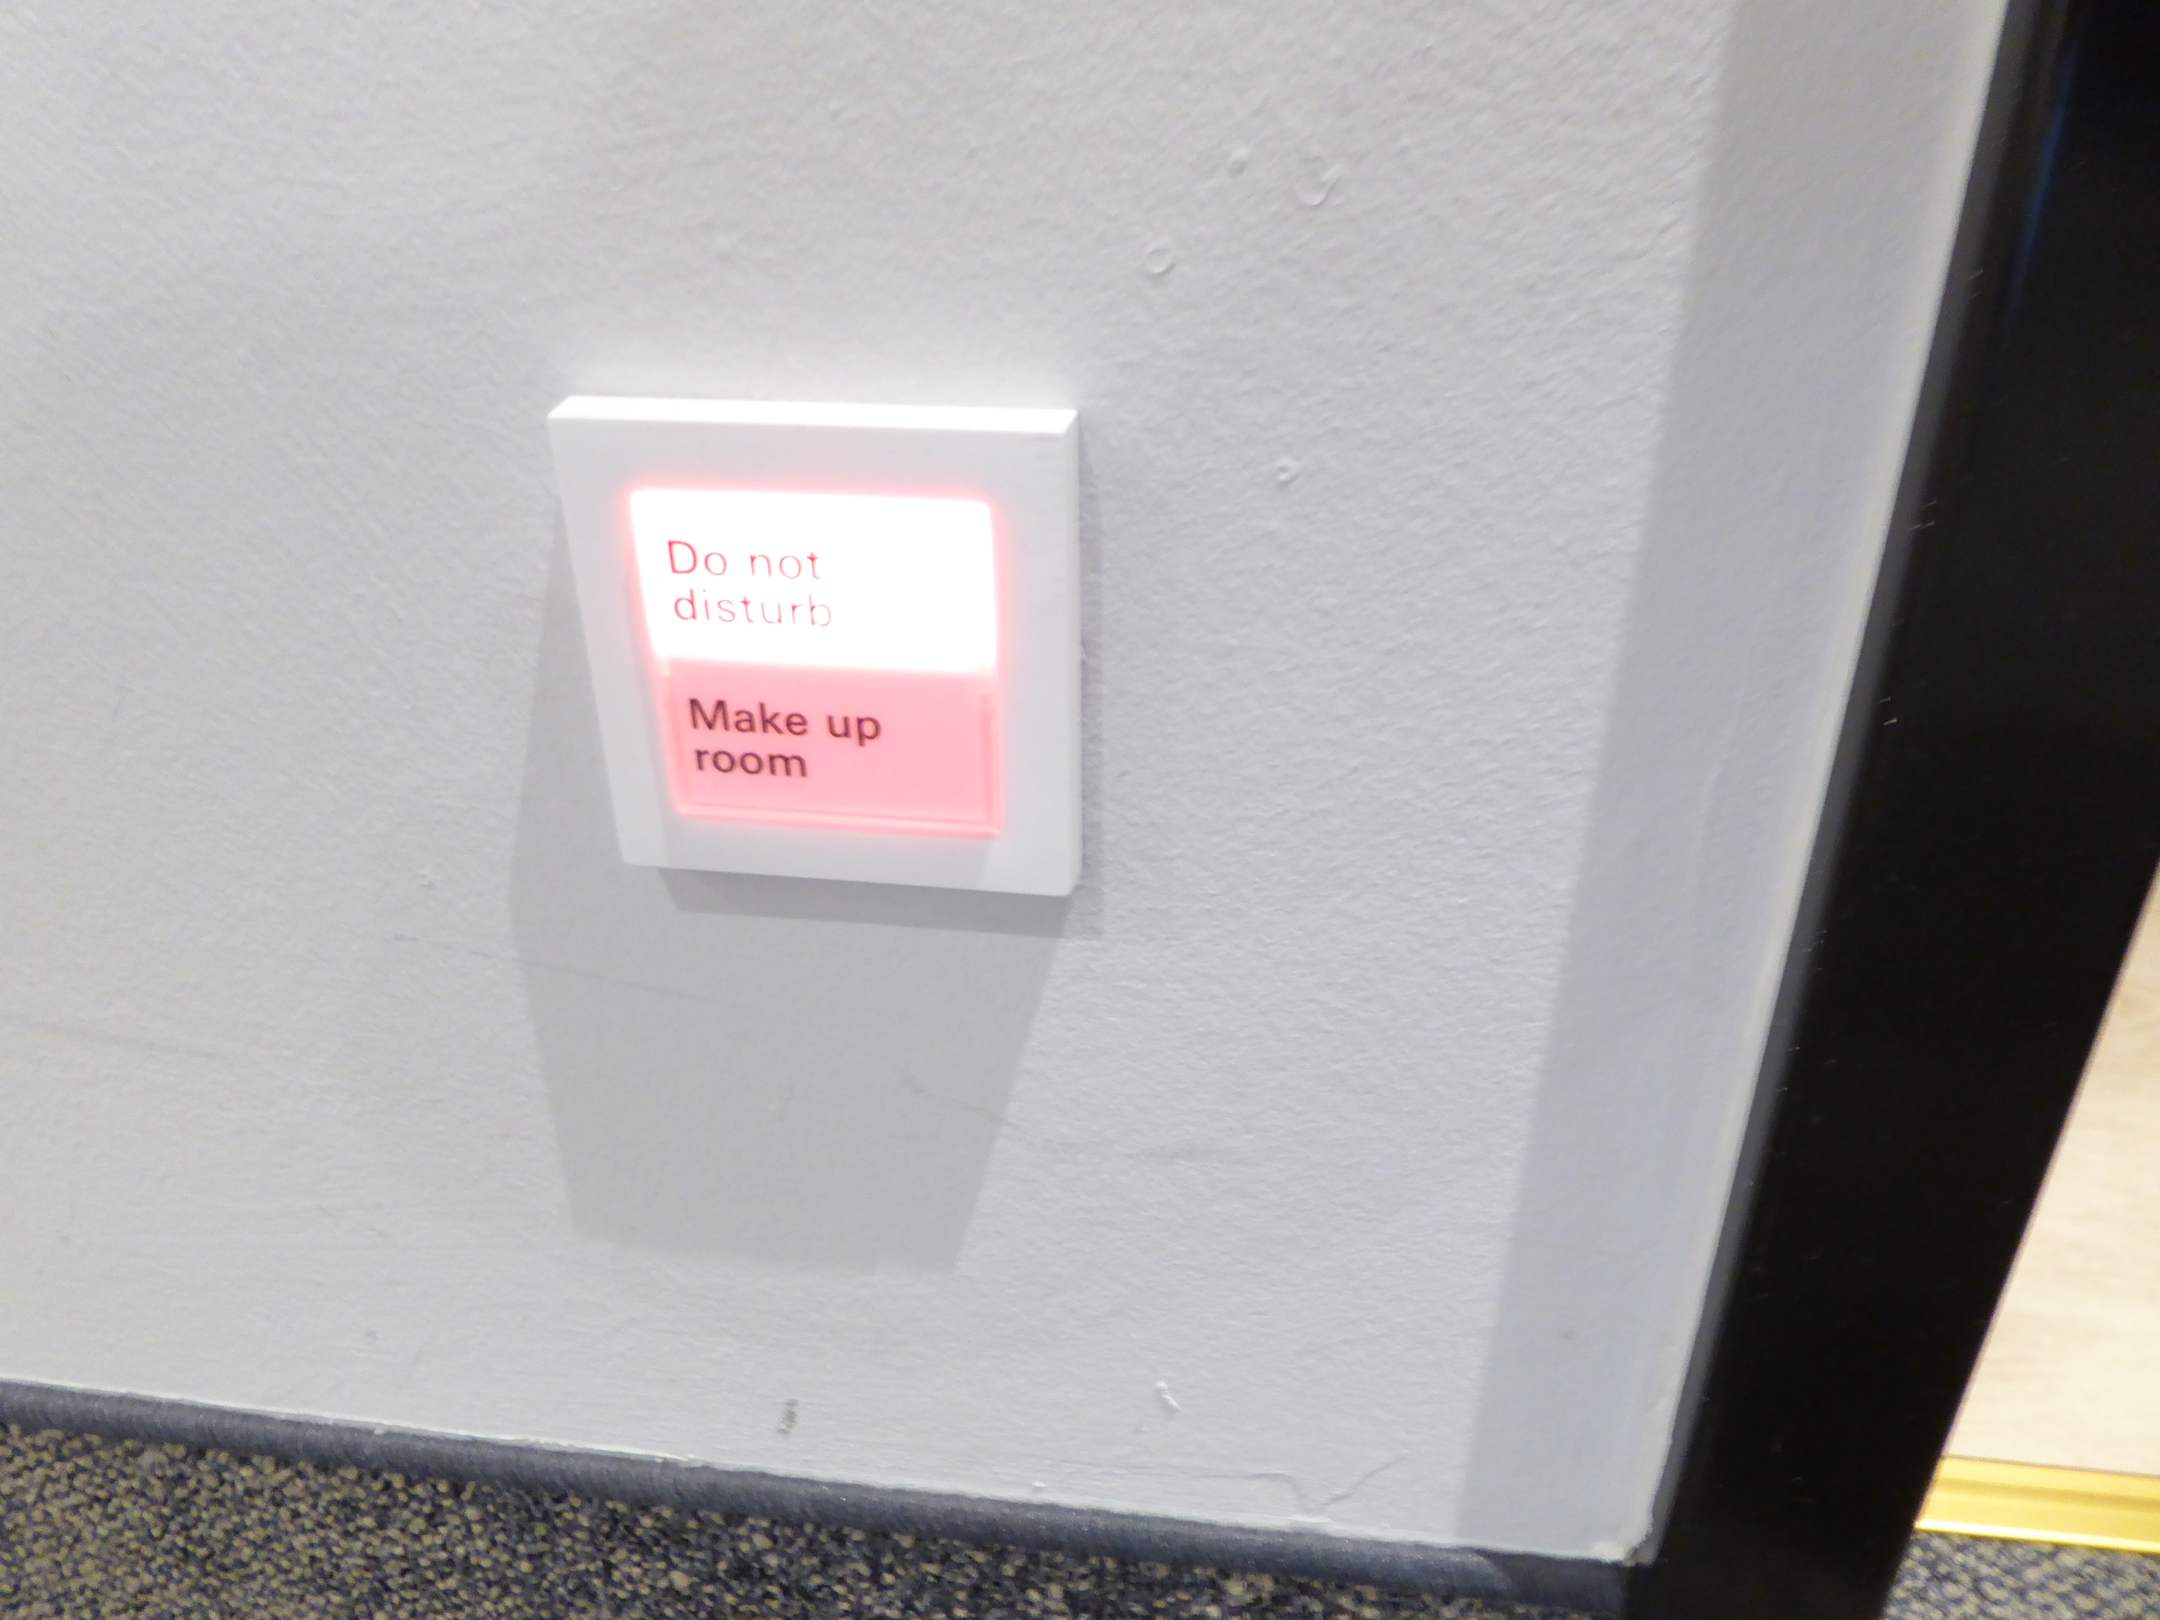 Do not
disturb
Make up
room